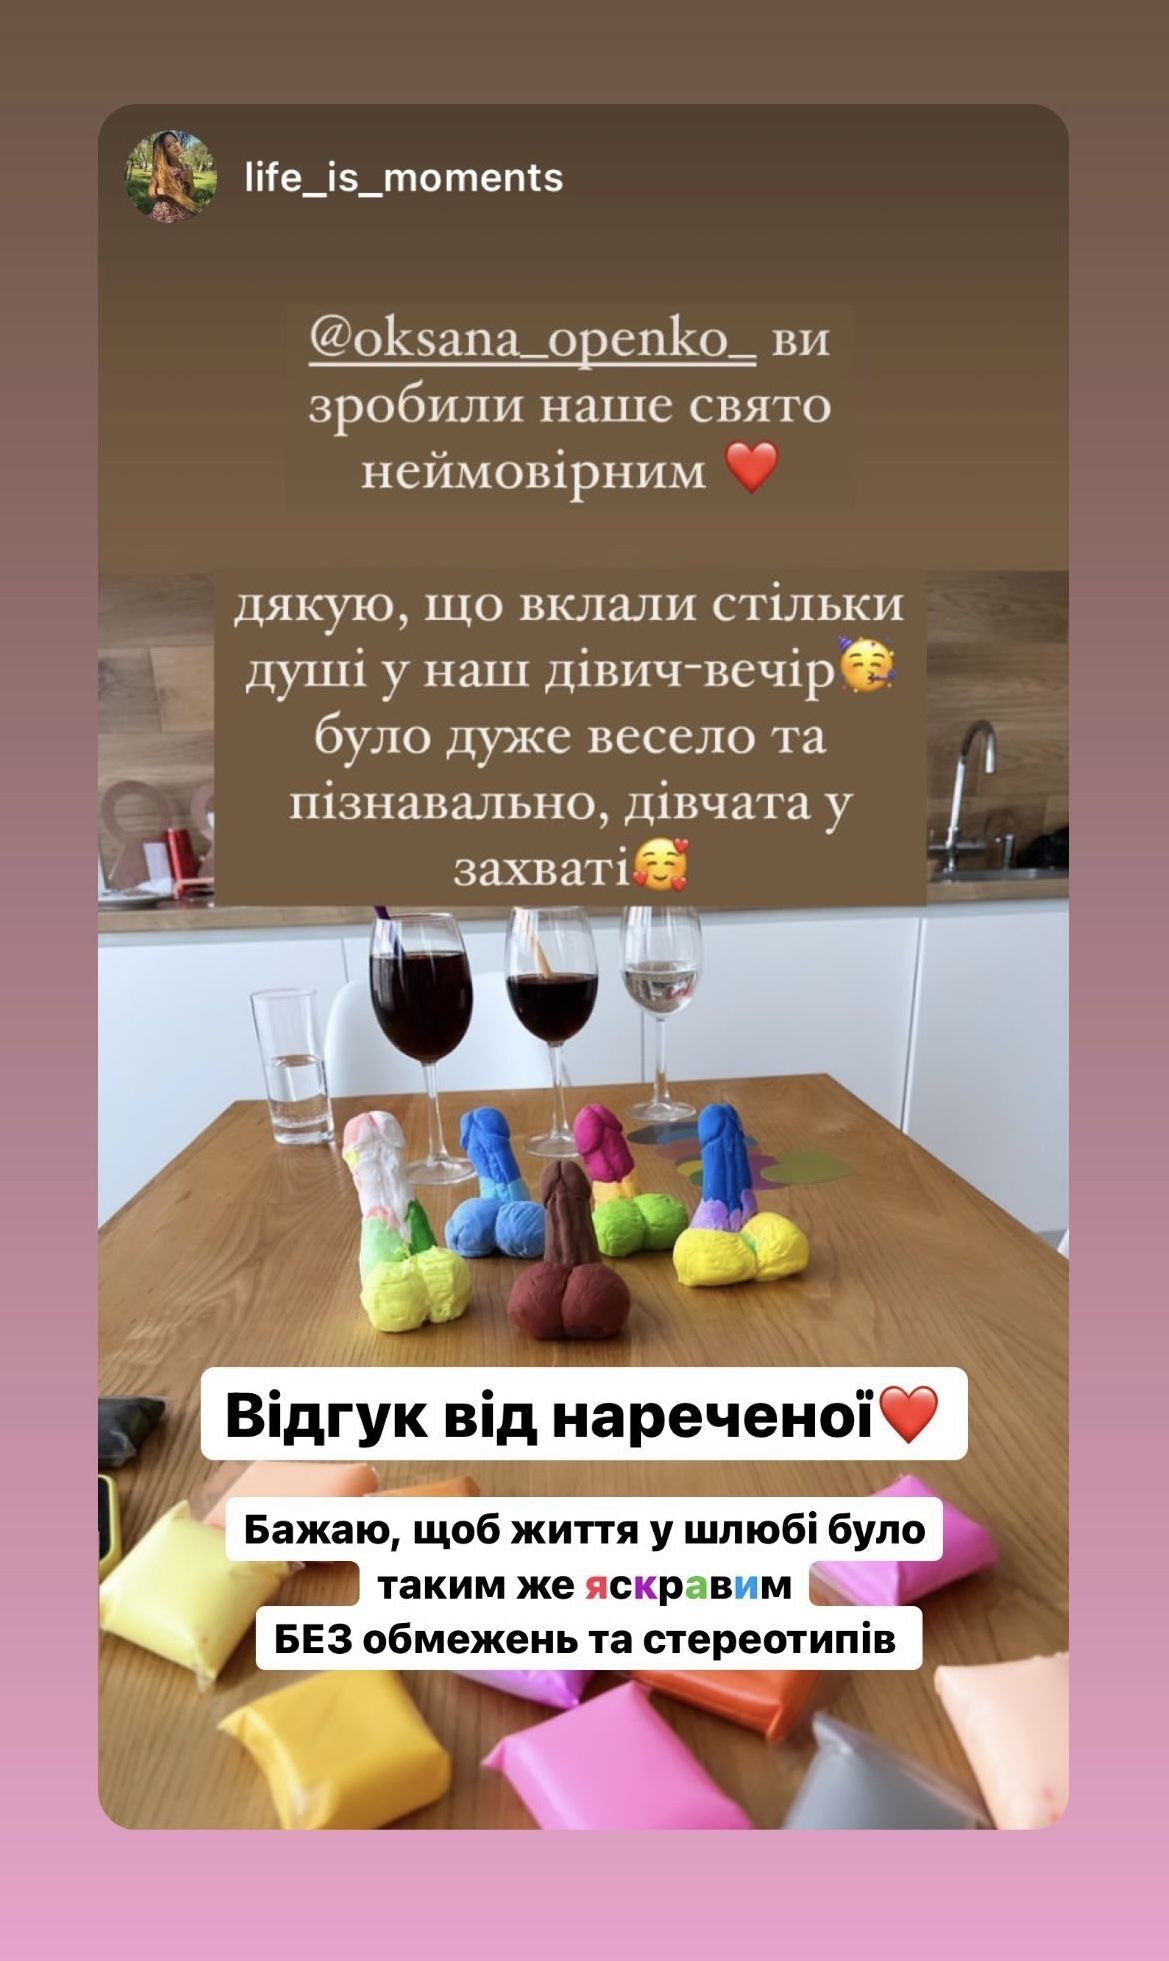 life_is_moments
@oksana_openko_ ви
зробили наше свято
неймовірним ❤️
дякую, що вклали стільки
душі у наш дівич-вечір🥳
було дуже весело та
пізнавально, дівчата у
захваті🥰
Відгук від нареченої❤️
Бажаю, щоб життя у шлюбі було
таким же яскравим
БЕЗ обмежень та стереотипів